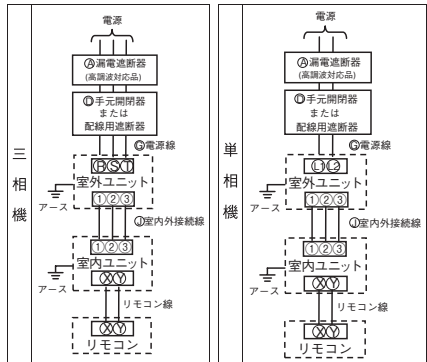 三相機
電源
Ⓐ漏電遮断器
(高調波対応品)
Ⓓ手元開閉器
または
配線用遮断器
Ⓖ電源線
ⓇⓈⓉ
室外ユニット
①②③
アース
Ⓙ室内外接続線
①②③
室内ユニット
ⓍⓎ
アース
リモコン線
ⓍⓎ
リモコン
単相機
電源
Ⓐ漏電遮断器
(高調波対応品)
Ⓓ手元開閉器
または
配線用遮断器
Ⓖ電源線
L1 L2
室外ユニット
①②③
アース
Ⓙ室内外接続線
①②③
室内ユニット
ⓍⓎ
アース
リモコン線
ⓍⓎ
リモコン